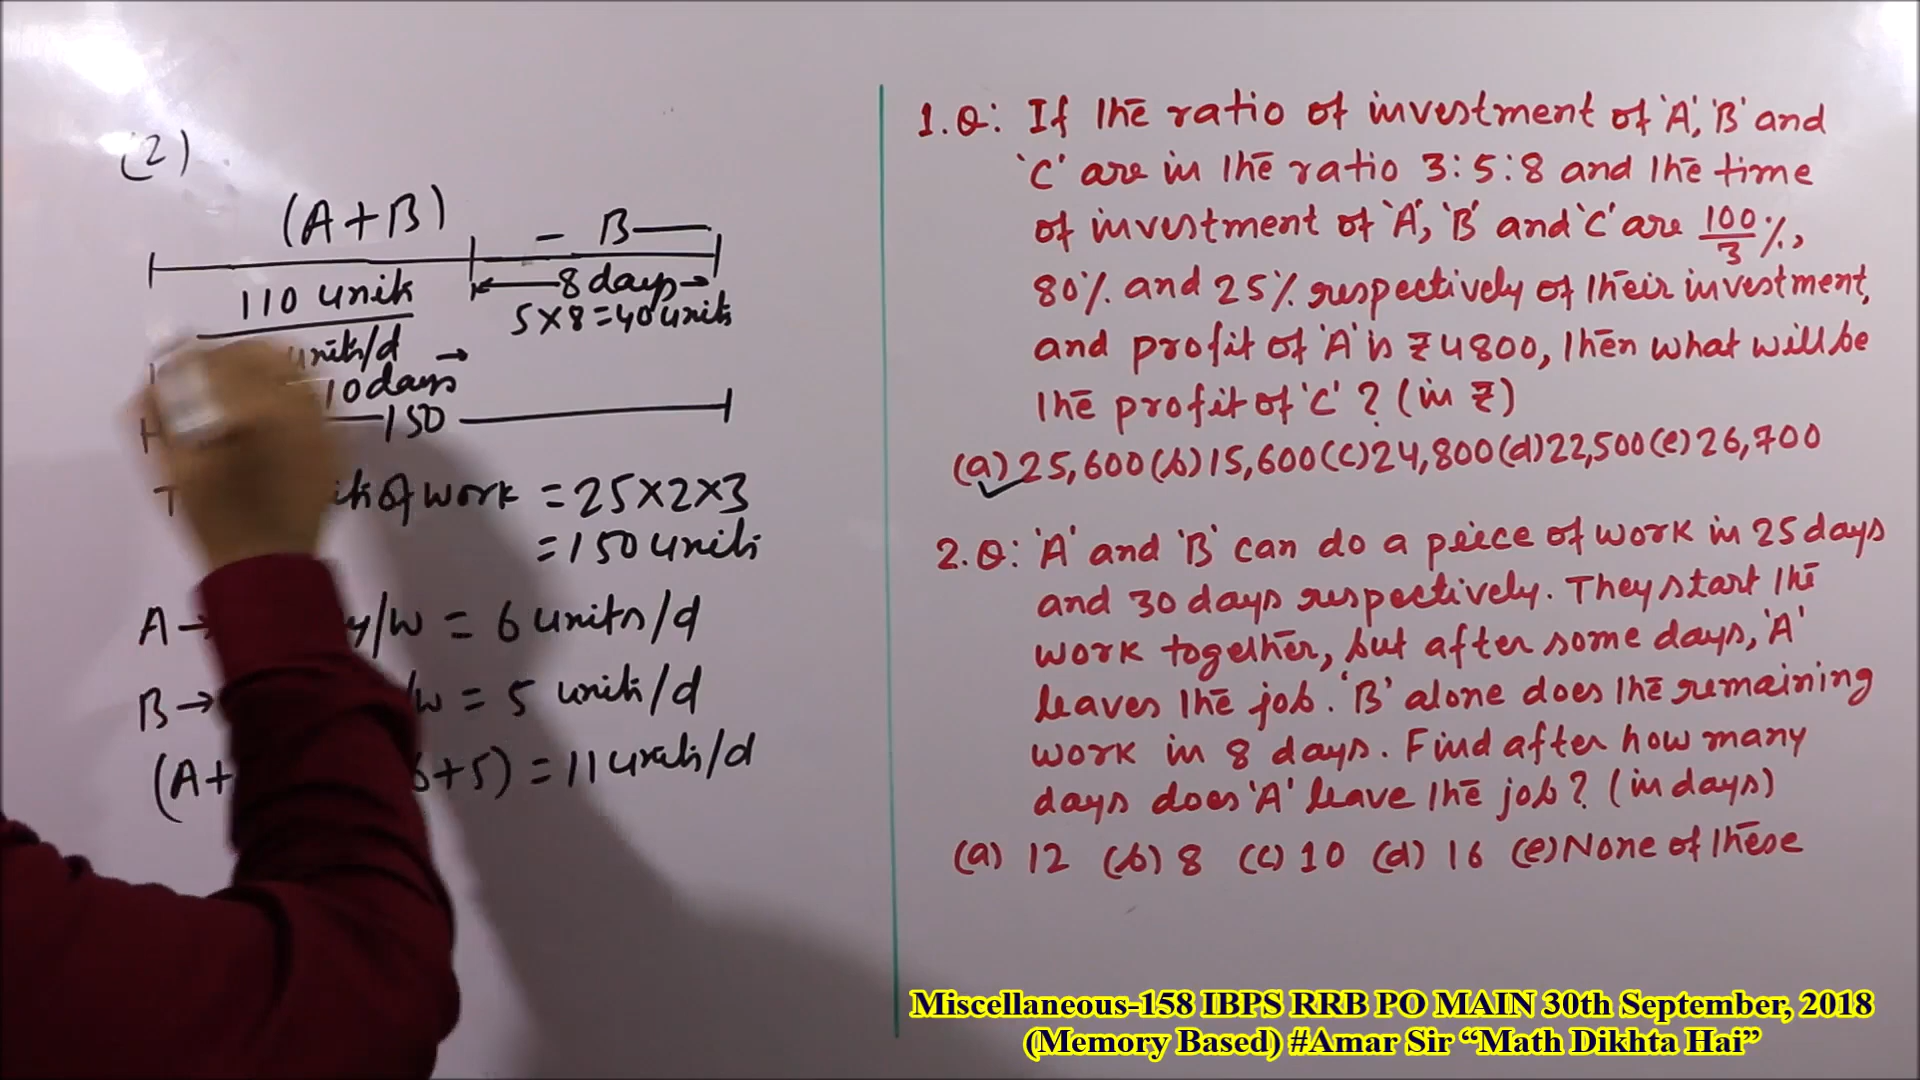 (2)
(A+B)
- B
110 unik
8 days
5×8=40 units
units/d
10 days
150
of work = 25×2×3
= 150 units
A→ y/w = 6 units/d
B→ /w = 5 units/d
(A+ 6+5) = 11 units/d
1.Q: If the ratio of investment of 'A', 'B' and
'C' are in the ratio 3:5:8 and the time
of investment of 'A', 'B' and 'C' are 100/3 %,
80% and 25% respectively of their investment,
and profit of 'A' is ₹4800, then what will be
the profit of 'C'? (in ₹)
(a) 25,600 (b) 15,600 (c) 24,800 (d) 22,500 (e) 26,700
2.Q: 'A' and 'B' can do a peice of work in 25 days
and 30 days respectively. They start the
work together, but after some days, 'A'
leaves the job. 'B' alone does the remaining
work in 8 days. Find after how many
days does 'A' leave the job? (in days)
(a) 12 (b) 8 (c) 10 (d) 16 (e) None of these
Miscellaneous-158 IBPS RRB PO MAIN 30th September, 2018
(Memory Based) #Amar Sir “Math Dikhta Hai”